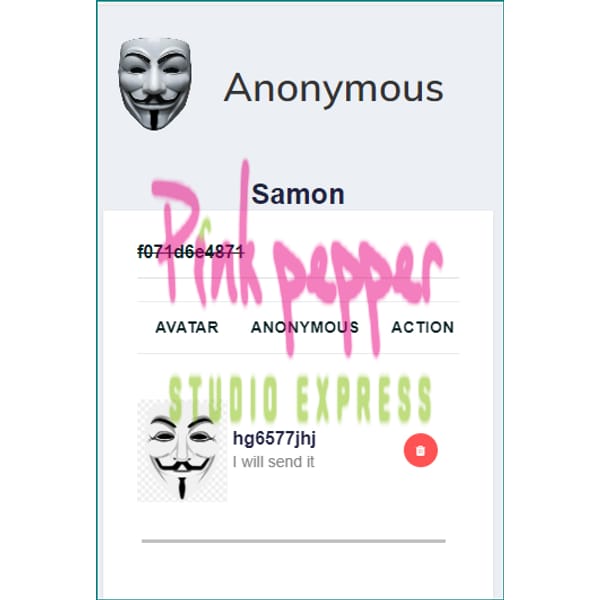 Anonymous
Samon
f071d6e4871
Pink pepper
STUDIO EXPRESS
AVATAR ANONYMOUS ACTION
hg6577jhj
I will send it